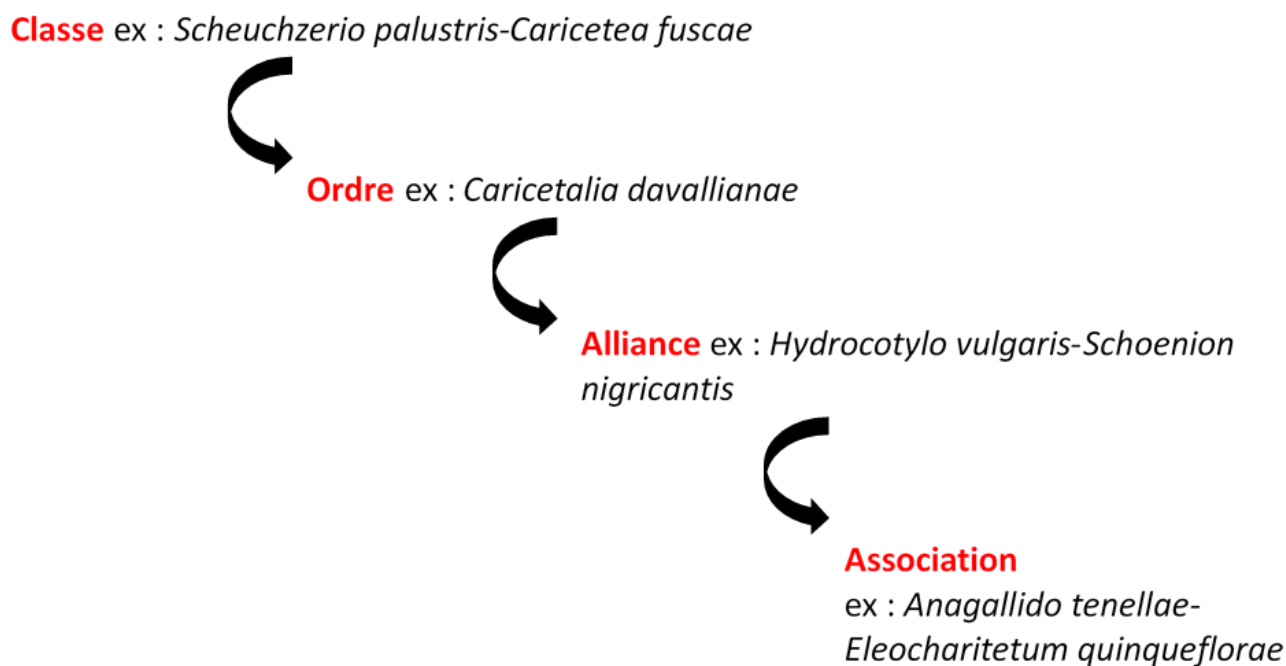 Classe ex : Scheuchzerio palustris-Caricetea fuscae
Ordre ex : Caricetalia davallianae
Alliance ex : Hydrocotylo vulgaris-Schoenion
nigricantis
Association
ex : Anagallido tenellae-
Eleocharitetum quinqueflorae